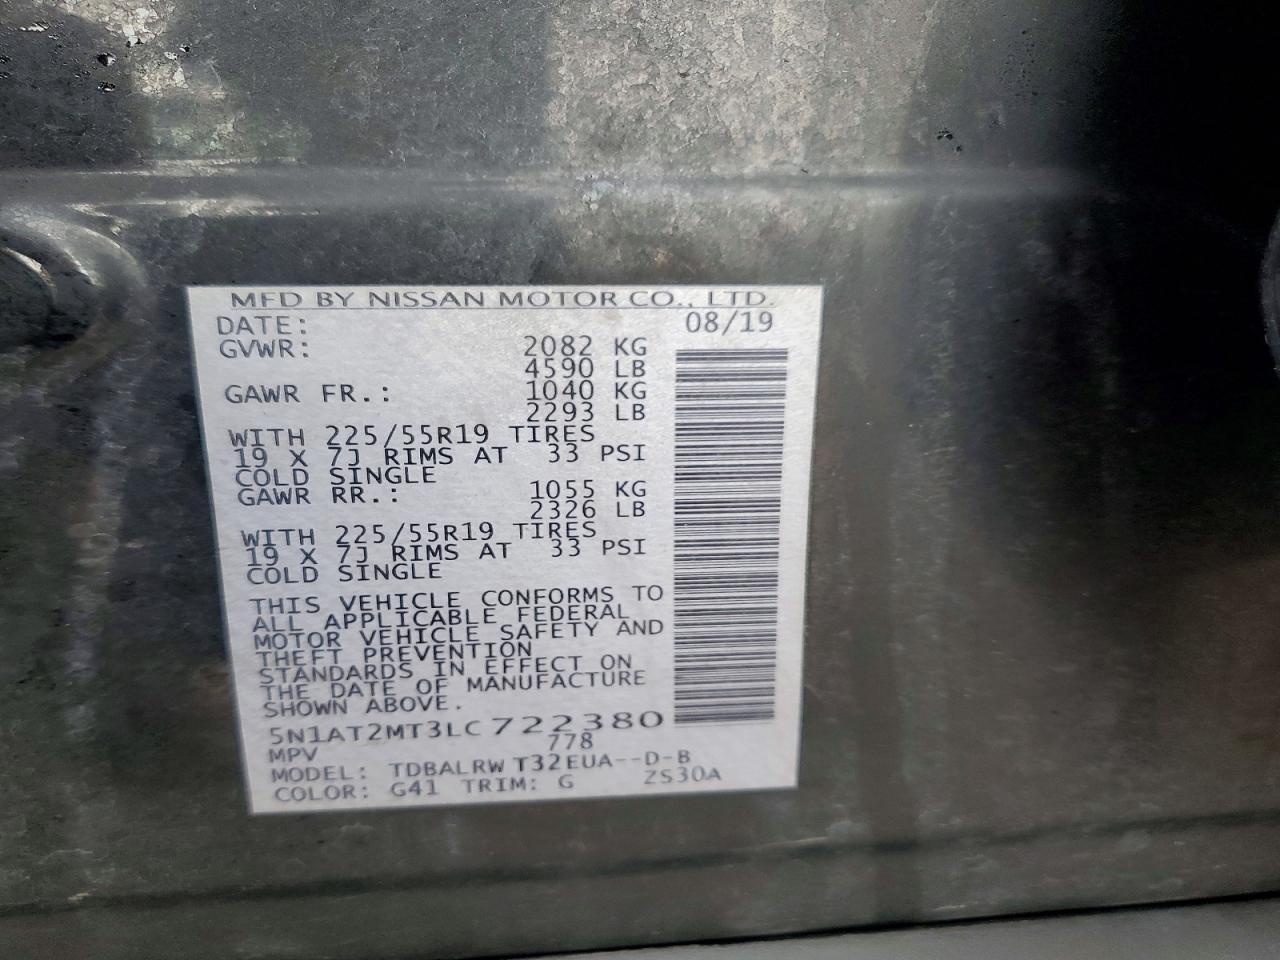 MFD BY NISSAN MOTOR CO., LTD.
DATE: 08/19
GVWR: 2082 KG
4590 LB
GAWR FR.: 1040 KG
2293 LB
WITH 225/55R19 TIRES
19 X 7J RIMS AT 33 PSI
COLD SINGLE
GAWR RR.: 1055 KG
2326 LB
WITH 225/55R19 TIRES
19 X 7J RIMS AT 33 PSI
COLD SINGLE
THIS VEHICLE CONFORMS TO
ALL APPLICABLE FEDERAL
MOTOR VEHICLE SAFETY AND
THEFT PREVENTION
STANDARDS IN EFFECT ON
THE DATE OF MANUFACTURE
SHOWN ABOVE.
5N1AT2MT3LC722380
MPV 778
MODEL: TDBALRW T32EUA--D-B
COLOR: G41 TRIM: G ZS30A